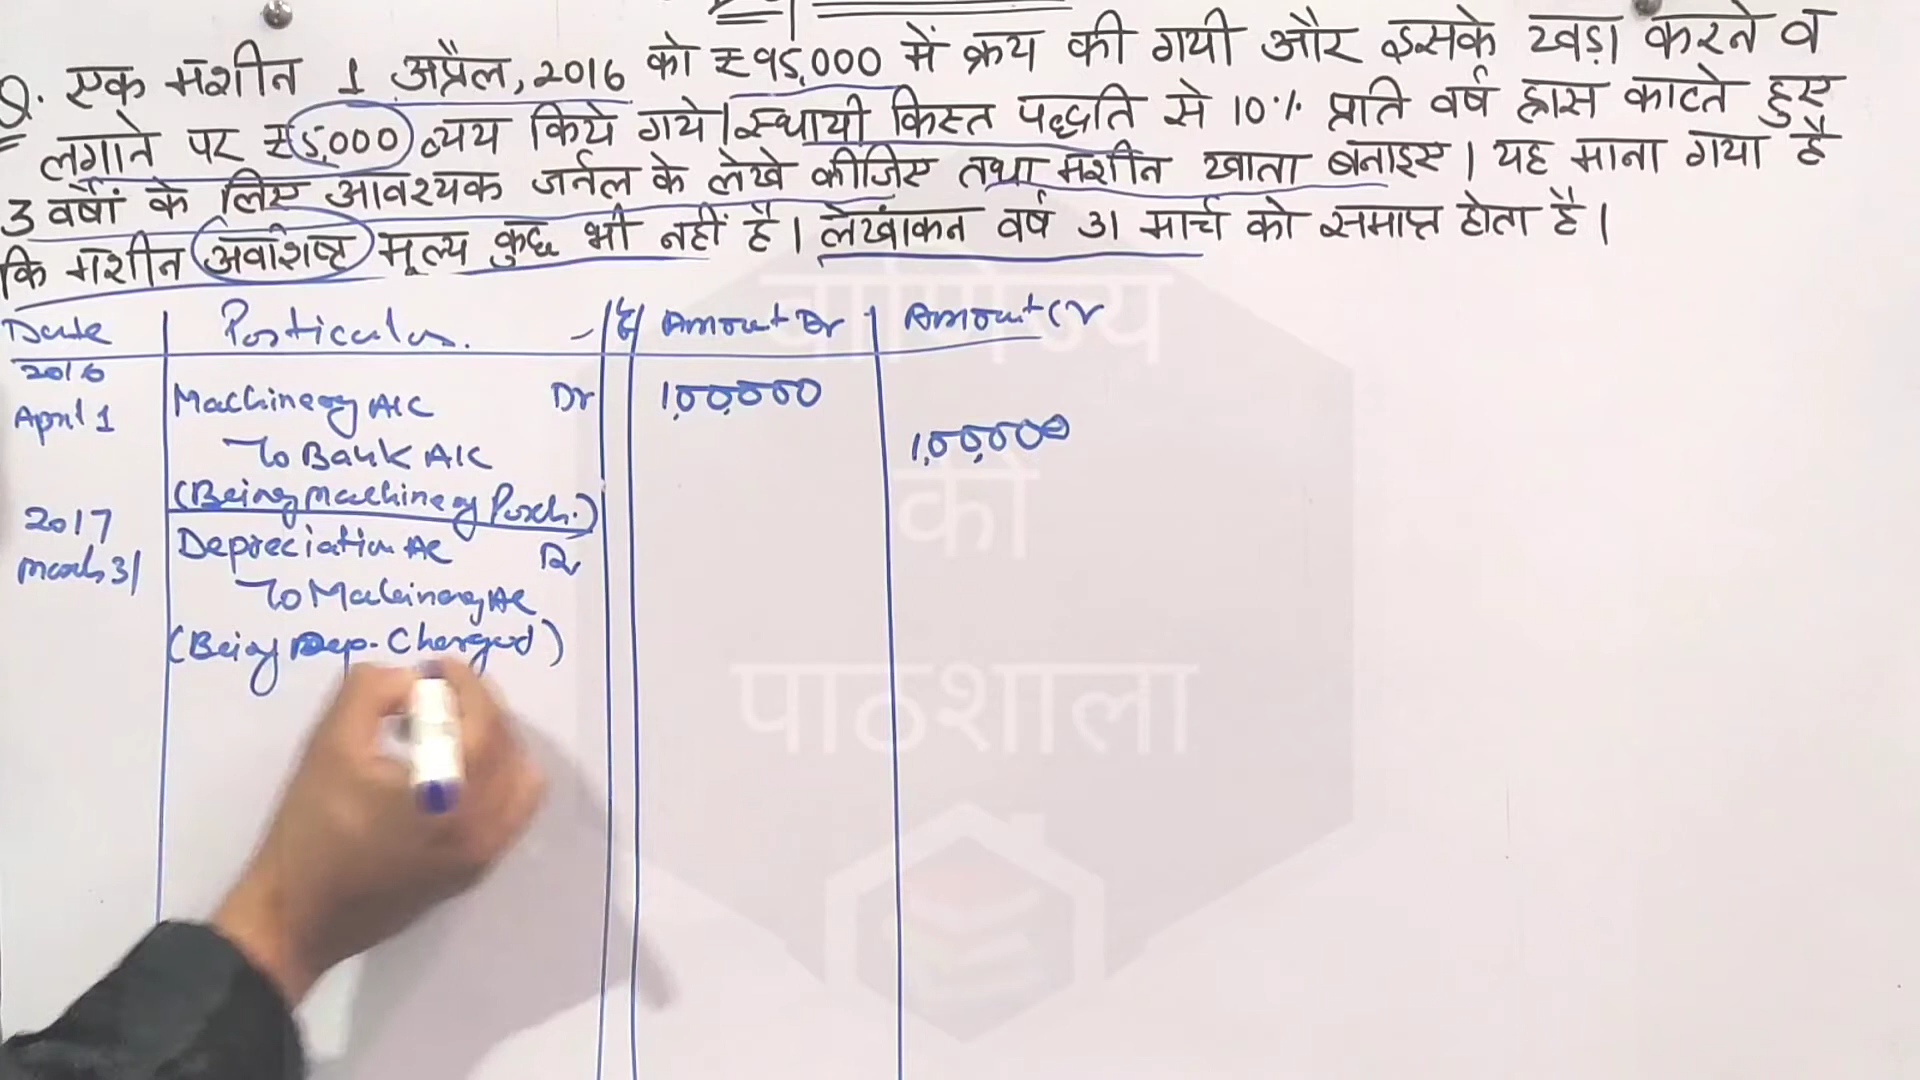 Q. एक मशीन 1 अप्रैल, 2016 को ₹95,000 में क्रय की गयी और इसके खड़ा करने व
लगाने पर ₹5,000 व्यय किये गये। स्थायी किस्त पद्धति से 10% प्रति वर्ष ह्रास काटते हुए
3 वर्षों के लिए आवश्यक जर्नल के लेखे कीजिए तथा मशीन खाता बनाइए। यह माना गया है
कि मशीन अवशिष्ट मूल्य कुछ भी नहीं है। लेखांकन वर्ष 31 मार्च को समाप्त होता है।
Date Particulars Amount Dr Amount Cr
2016
April 1 Machinery A/C Dr 1,00,000
To Bank A/C 1,00,000
(Being machinery Purch.)
2017
March 31 Depreciation A/c Dr
To Machinery A/c
(Being Dep. Charged)
वाणिज्य
की
पाठशाला